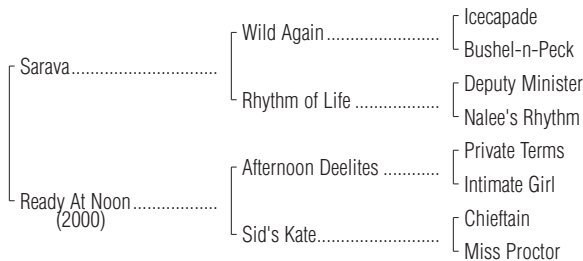 Icecapade
Wild Again
Bushel-n-Peck
Sarava
Deputy Minister
Rhythm of Life
Nalee's Rhythm
Private Terms
Afternoon Deelites
Intimate Girl
Ready At Noon
(2000)
Chieftain
Sid's Kate
Miss Proctor